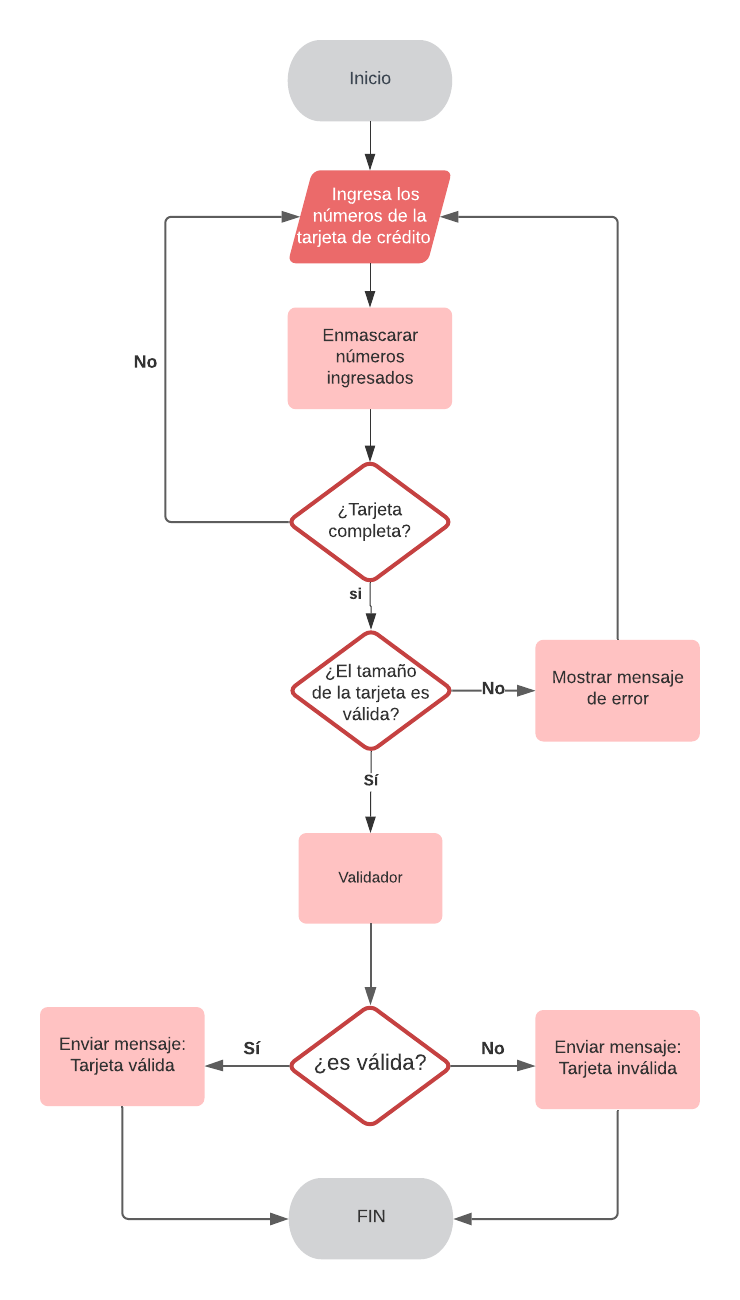 Inicio
Ingresa los
números de la
tarjeta de crédito
No
Enmascarar
números
ingresados
¿Tarjeta
completa?
si
¿El tamaño
de la tarjeta es
válida?
No
Mostrar mensaje
de error
Sí
Validador
Enviar mensaje:
Tarjeta válida
Sí
¿es válida?
No
Enviar mensaje:
Tarjeta inválida
FIN